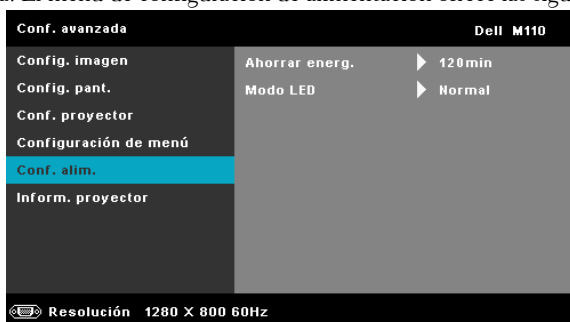 Conf. avanzada Dell M110
Config. imagen
Config. pant.
Conf. proyector
Configuración de menú
Conf. alim.
Inform. proyector
Ahorrar energ. 120min
Modo LED Normal
Resolución 1280 X 800 60Hz